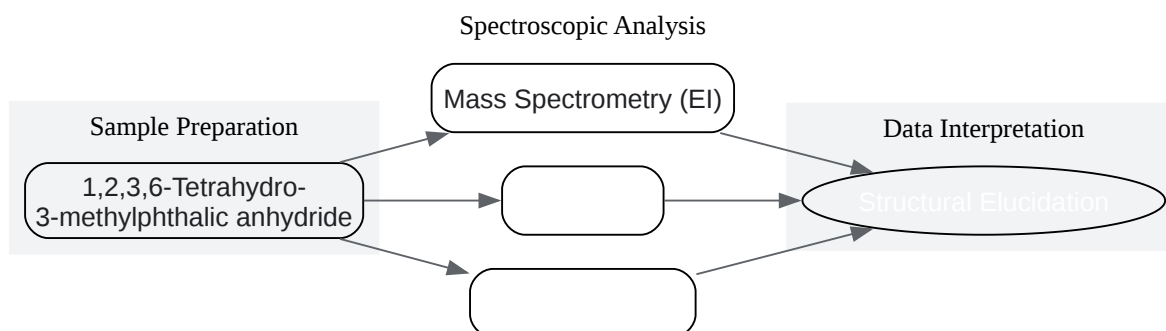 Spectroscopic Analysis
Mass Spectrometry (EI)
Sample Preparation
Data Interpretation
1,2,3,6-Tetrahydro-
3-methylphthalic anhydride
Structural Elucidation